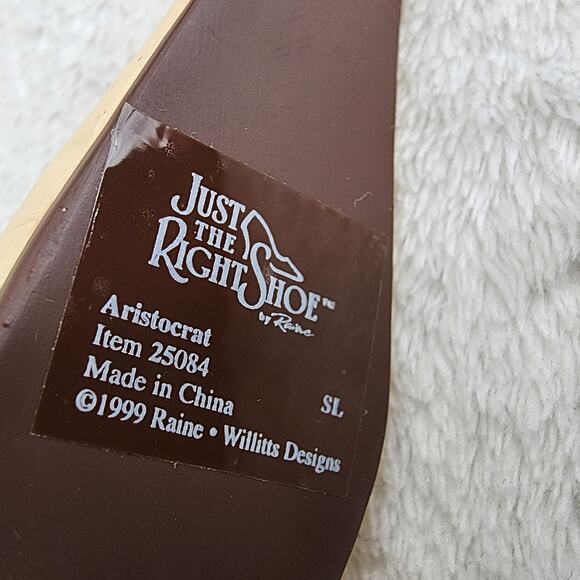 JUST
THE
RIGHT SHOE™
by Raine
Aristocrat
Item 25084
Made in China
SL
©1999 Raine • Willitts Designs